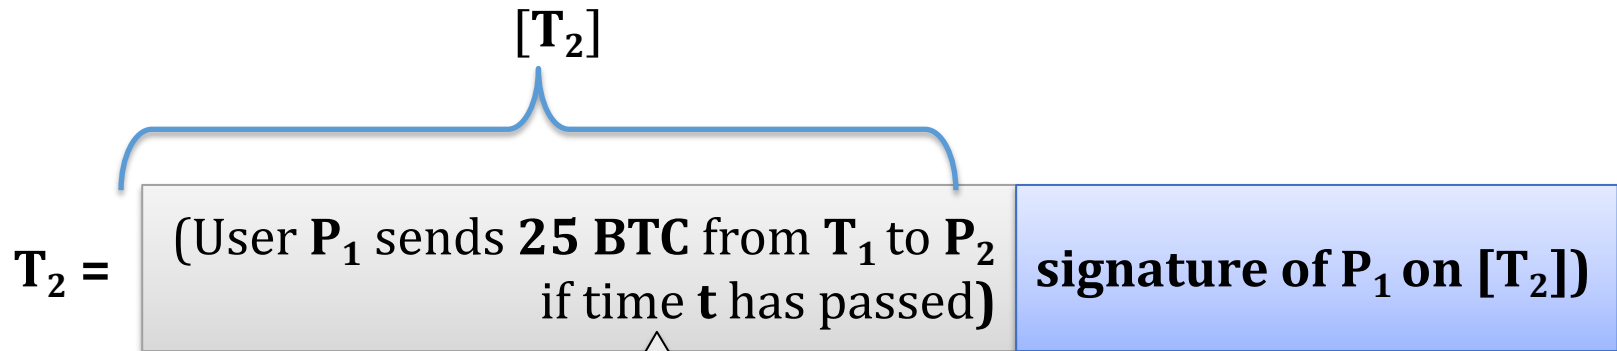 [T₂]
(User P₁ sends 25 BTC from T₁ to P₂
if time t has passed)
T₂ =
signature of P₁ on [T₂])